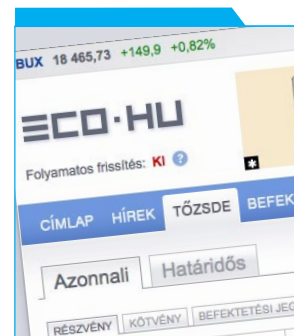 BUX 18 465,73 +149,9 +0,82%
ECO·HU
Folyamatos frissítés: KI ?
CÍMLAP HÍREK TŐZSDE BEFEK
Azonnali Határidős
RÉSZVÉNY KÖTVÉNY BEFEKTETÉSI JEG